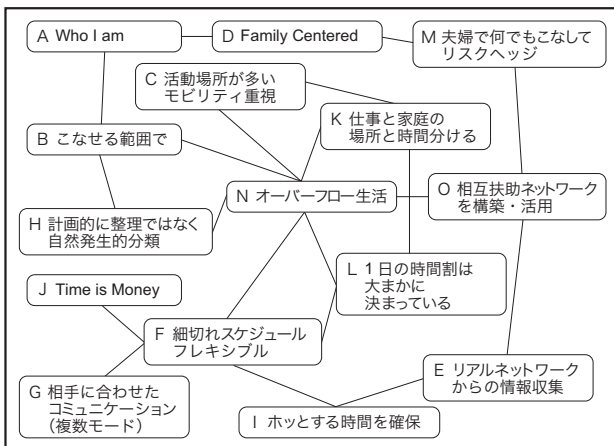 A Who I am
D Family Centered
M 夫婦で何でもこなして
リスクヘッジ
C 活動場所が多い
モビリティ重視
K 仕事と家庭の
場所と時間分ける
B こなせる範囲で
N オーバーフロー生活
O 相互扶助ネットワーク
を構築・活用
H 計画的に整理ではなく
自然発生的分類
L 1日の時間割は
大まかに
決まっている
J Time is Money
F 細切れスケジュール
フレキシブル
E リアルネットワーク
からの情報収集
G 相手に合わせた
コミュニケーション
(複数モード)
I ホッとする時間を確保